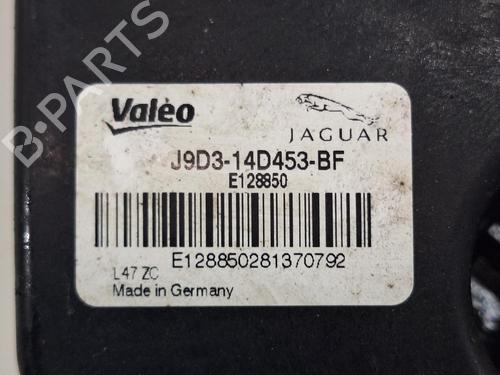 B-PARTS
Valeo
JAGUAR
J9D3-14D453-BF
E128850
E128850281370792
L47 ZC
Made in Germany